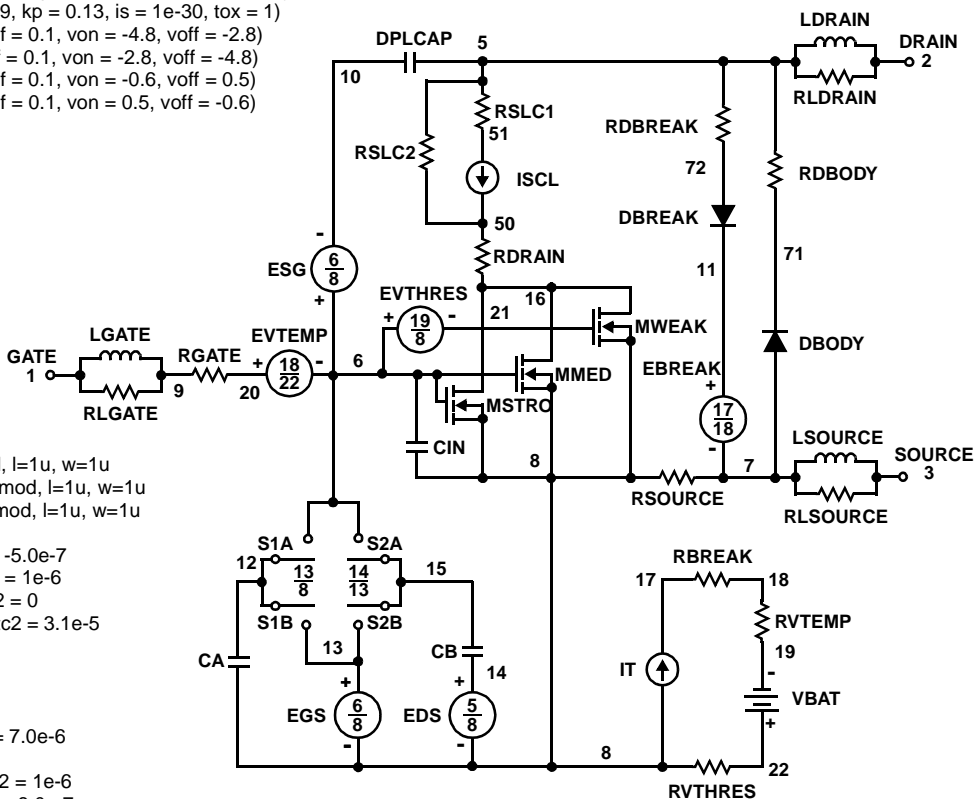 9, kp = 0.13, is = 1e-30, tox = 1)
ff = 0.1, von = -4.8, voff = -2.8)
f = 0.1, von = -2.8, voff = -4.8)
ff = 0.1, von = -0.6, voff = 0.5)
ff = 0.1, von = 0.5, voff = -0.6)
DPLCAP
5
10
LDRAIN
DRAIN
2
RLDRAIN
RSLC1
51
RSLC2
ISCL
50
RDRAIN
RDBREAK
72
DBREAK
11
RDBODY
71
DBODY
-
ESG
6
8
+
EVTHRES
+
19
8
-
16
21
MWEAK
LGATE
GATE
1
RLGATE
9
RGATE
20
EVTEMP
+
18
22
-
6
MMED
MSTRO
CIN
8
EBREAK
+
17
18
-
7
RSOURCE
LSOURCE
SOURCE
3
RLSOURCE
l, l=1u, w=1u
mod, l=1u, w=1u
mod, l=1u, w=1u
-5.0e-7
= 1e-6
2 = 0
tc2 = 3.1e-5
= 7.0e-6
2 = 1e-6
S1A
S2A
12
13
8
14
13
15
S1B
S2B
13
CA
CB
14
+
EGS
6
8
-
+
EDS
5
8
-
8
RBREAK
17
18
RVTEMP
19
IT
-
VBAT
+
22
RVTHRES